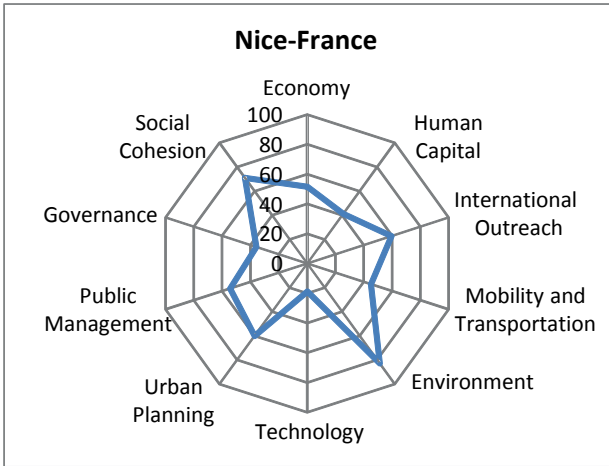 Nice-France
Economy
Human
Capital
International
Outreach
Mobility and
Transportation
Environment
Technology
Urban
Planning
Public
Management
Governance
Social
Cohesion
100
80
60
40
20
0